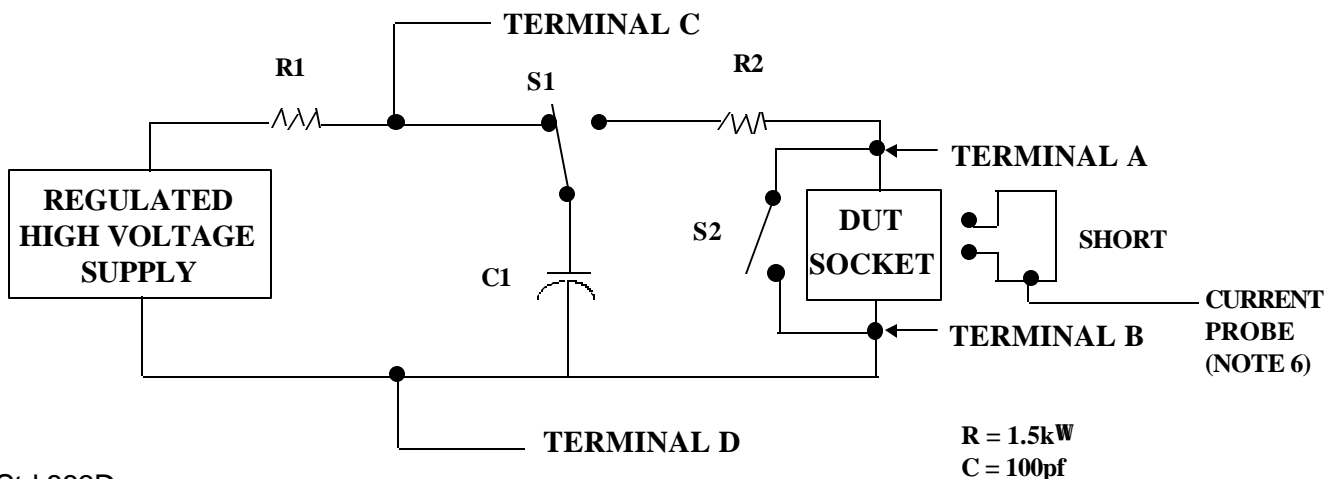 TERMINAL C
R1
S1
R2
TERMINAL A
REGULATED
HIGH VOLTAGE
SUPPLY
DUT
SOCKET
S2
SHORT
C1
CURRENT
PROBE
(NOTE 6)
TERMINAL B
TERMINAL D
R = 1.5kW
C = 100pf